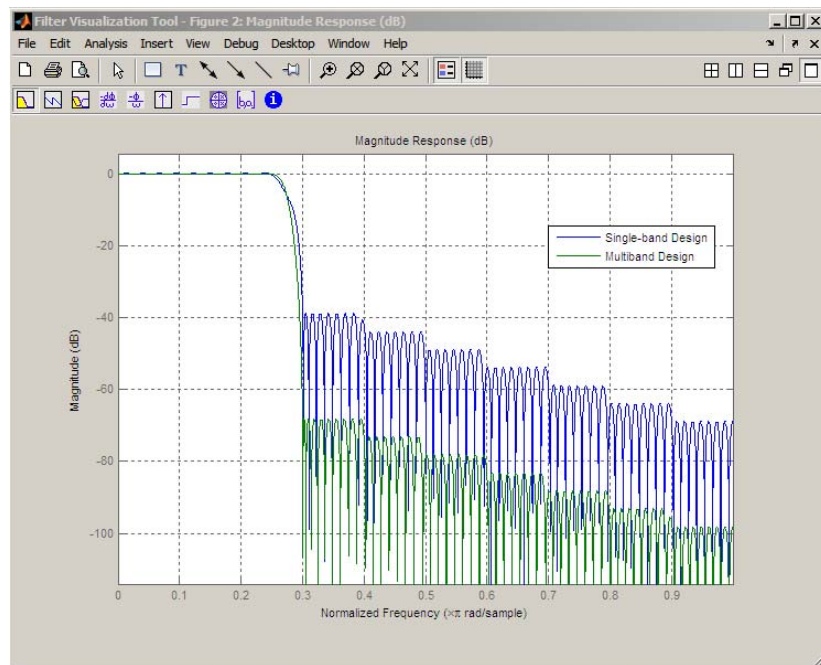 Filter Visualization Tool - Figure 2: Magnitude Response (dB)
File Edit Analysis Insert View Debug Desktop Window Help
Magnitude Response (dB)
0
-20
-40
-60
-80
-100
Magnitude (dB)
Single-band Design
Multiband Design
0 0.1 0.2 0.3 0.4 0.5 0.6 0.7 0.8 0.9
Normalized Frequency (×π rad/sample)